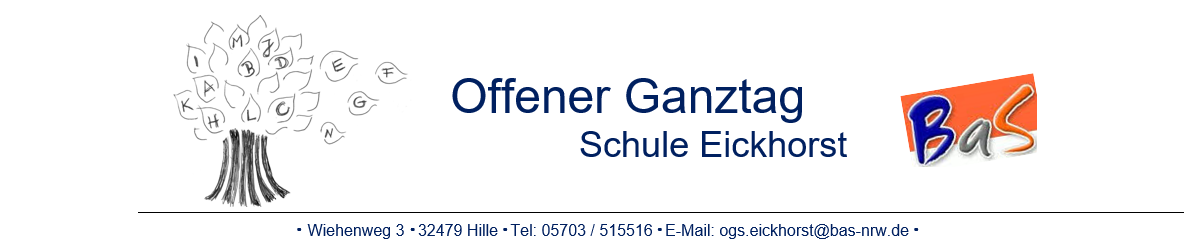 M J
I B D E F
A
K H L C G
N
Offener Ganztag
Schule Eickhorst
BaS
• Wiehenweg 3 • 32479 Hille • Tel: 05703 / 515516 • E-Mail: ogs.eickhorst@bas-nrw.de •